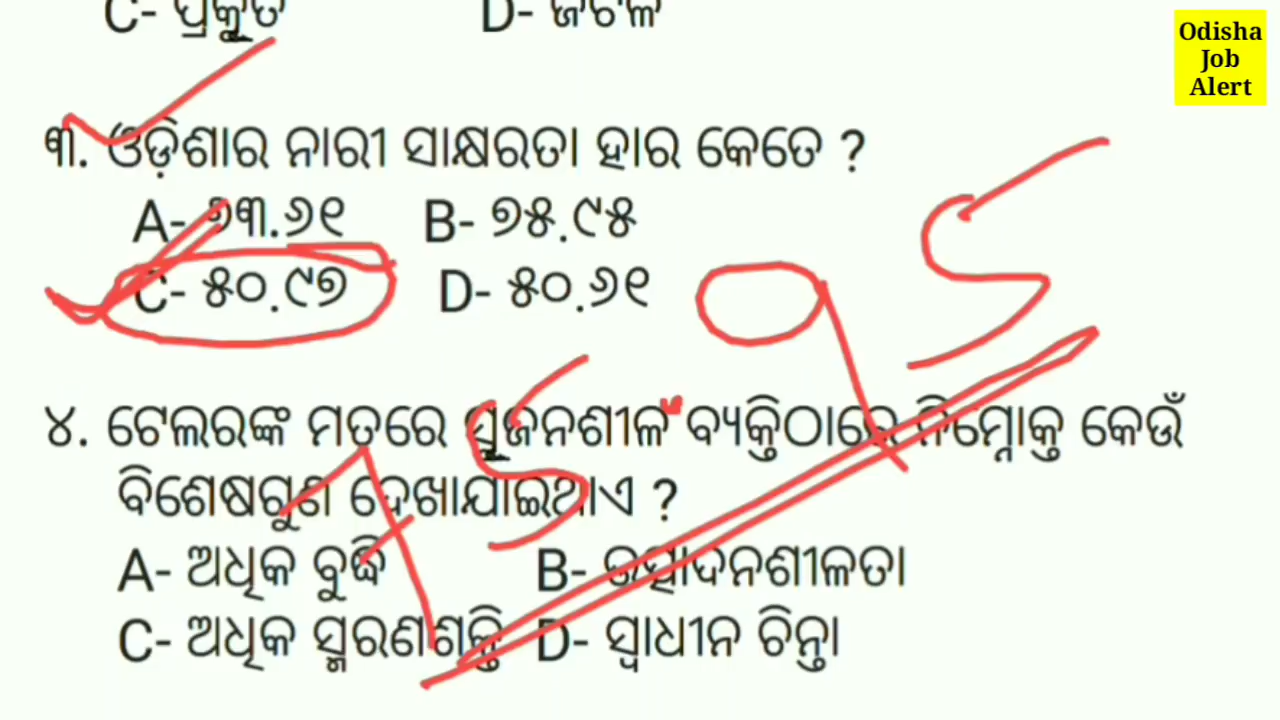 C- ପ୍ରକୁତ D- ଜଟଳ
Odisha
Job
Alert
୩. ଓଡ଼ିଶାର ନାରୀ ସାକ୍ଷରତା ହାର କେତେ ?
A- ୭୩.୬୧ B- ୭୫.୯୫
C- ୫୦.୯୭ D- ୫୦.୬୧
୪. ଟେଲରଙ୍କ ମତରେ ସୃଜନଶୀଳ ବ୍ୟକ୍ତିଠାରେ ନିମ୍ନୋକ୍ତ କେଉଁ
ବିଶେଷଗୁଣ ଦେଖାଯାଇଥାଏ ?
A- ଅଧିକ ବୁଦ୍ଧି B- ଉତ୍ପାଦନଶୀଳତା
C- ଅଧିକ ସ୍ମରଣଶକ୍ତି D- ସ୍ୱାଧୀନ ଚିନ୍ତା